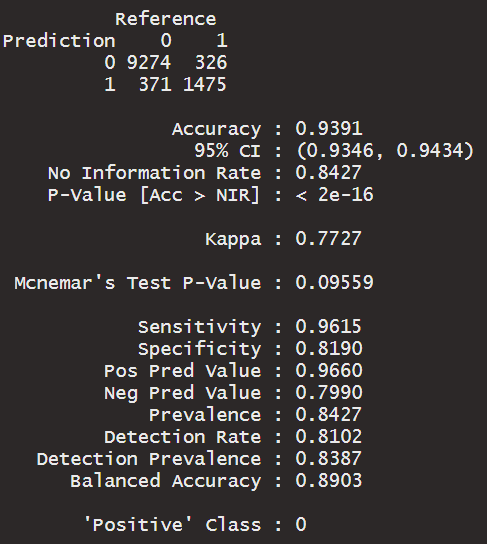 Reference
Prediction 0 1
0 9274 326
1 371 1475
Accuracy : 0.9391
95% CI : (0.9346, 0.9434)
No Information Rate : 0.8427
P-Value [Acc > NIR] : < 2e-16
Kappa : 0.7727
Mcnemar's Test P-Value : 0.09559
Sensitivity : 0.9615
Specificity : 0.8190
Pos Pred Value : 0.9660
Neg Pred Value : 0.7990
Prevalence : 0.8427
Detection Rate : 0.8102
Detection Prevalence : 0.8387
Balanced Accuracy : 0.8903
'Positive' Class : 0